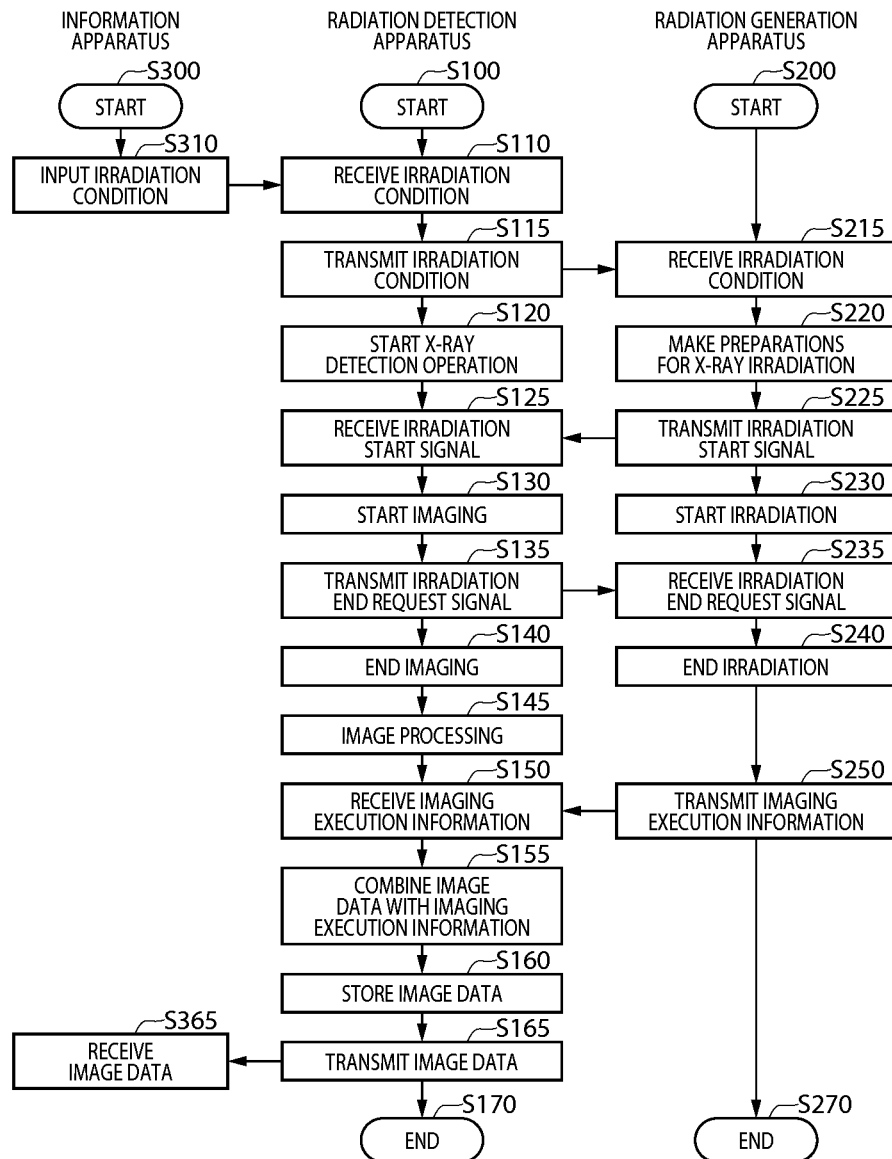 INFORMATION
APPARATUS
RADIATION DETECTION
APPARATUS
RADIATION GENERATION
APPARATUS
S300
START
S100
START
S200
START
S310
INPUT IRRADIATION
CONDITION
S110
RECEIVE IRRADIATION
CONDITION
S115
TRANSMIT IRRADIATION
CONDITION
S215
RECEIVE IRRADIATION
CONDITION
S120
START X-RAY
DETECTION OPERATION
S220
MAKE PREPARATIONS
FOR X-RAY IRRADIATION
S125
RECEIVE IRRADIATION
START SIGNAL
S225
TRANSMIT IRRADIATION
START SIGNAL
S130
START IMAGING
S230
START IRRADIATION
S135
TRANSMIT IRRADIATION
END REQUEST SIGNAL
S235
RECEIVE IRRADIATION
END REQUEST SIGNAL
S140
END IMAGING
S240
END IRRADIATION
S145
IMAGE PROCESSING
S150
RECEIVE IMAGING
EXECUTION INFORMATION
S250
TRANSMIT IMAGING
EXECUTION INFORMATION
S155
COMBINE IMAGE
DATA WITH IMAGING
EXECUTION INFORMATION
S160
STORE IMAGE DATA
S365
RECEIVE
IMAGE DATA
S165
TRANSMIT IMAGE DATA
S170
END
S270
END